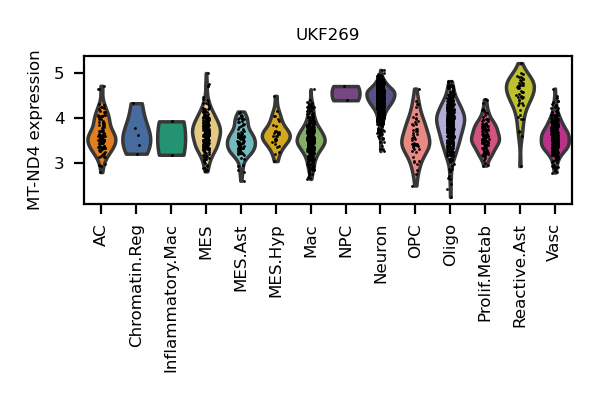 UKF269
MT-ND4 expression
5
4
3
AC
Chromatin.Reg
Inflammatory.Mac
MES
MES.Ast
MES.Hyp
Mac
NPC
Neuron
OPC
Oligo
Prolif.Metab
Reactive.Ast
Vasc